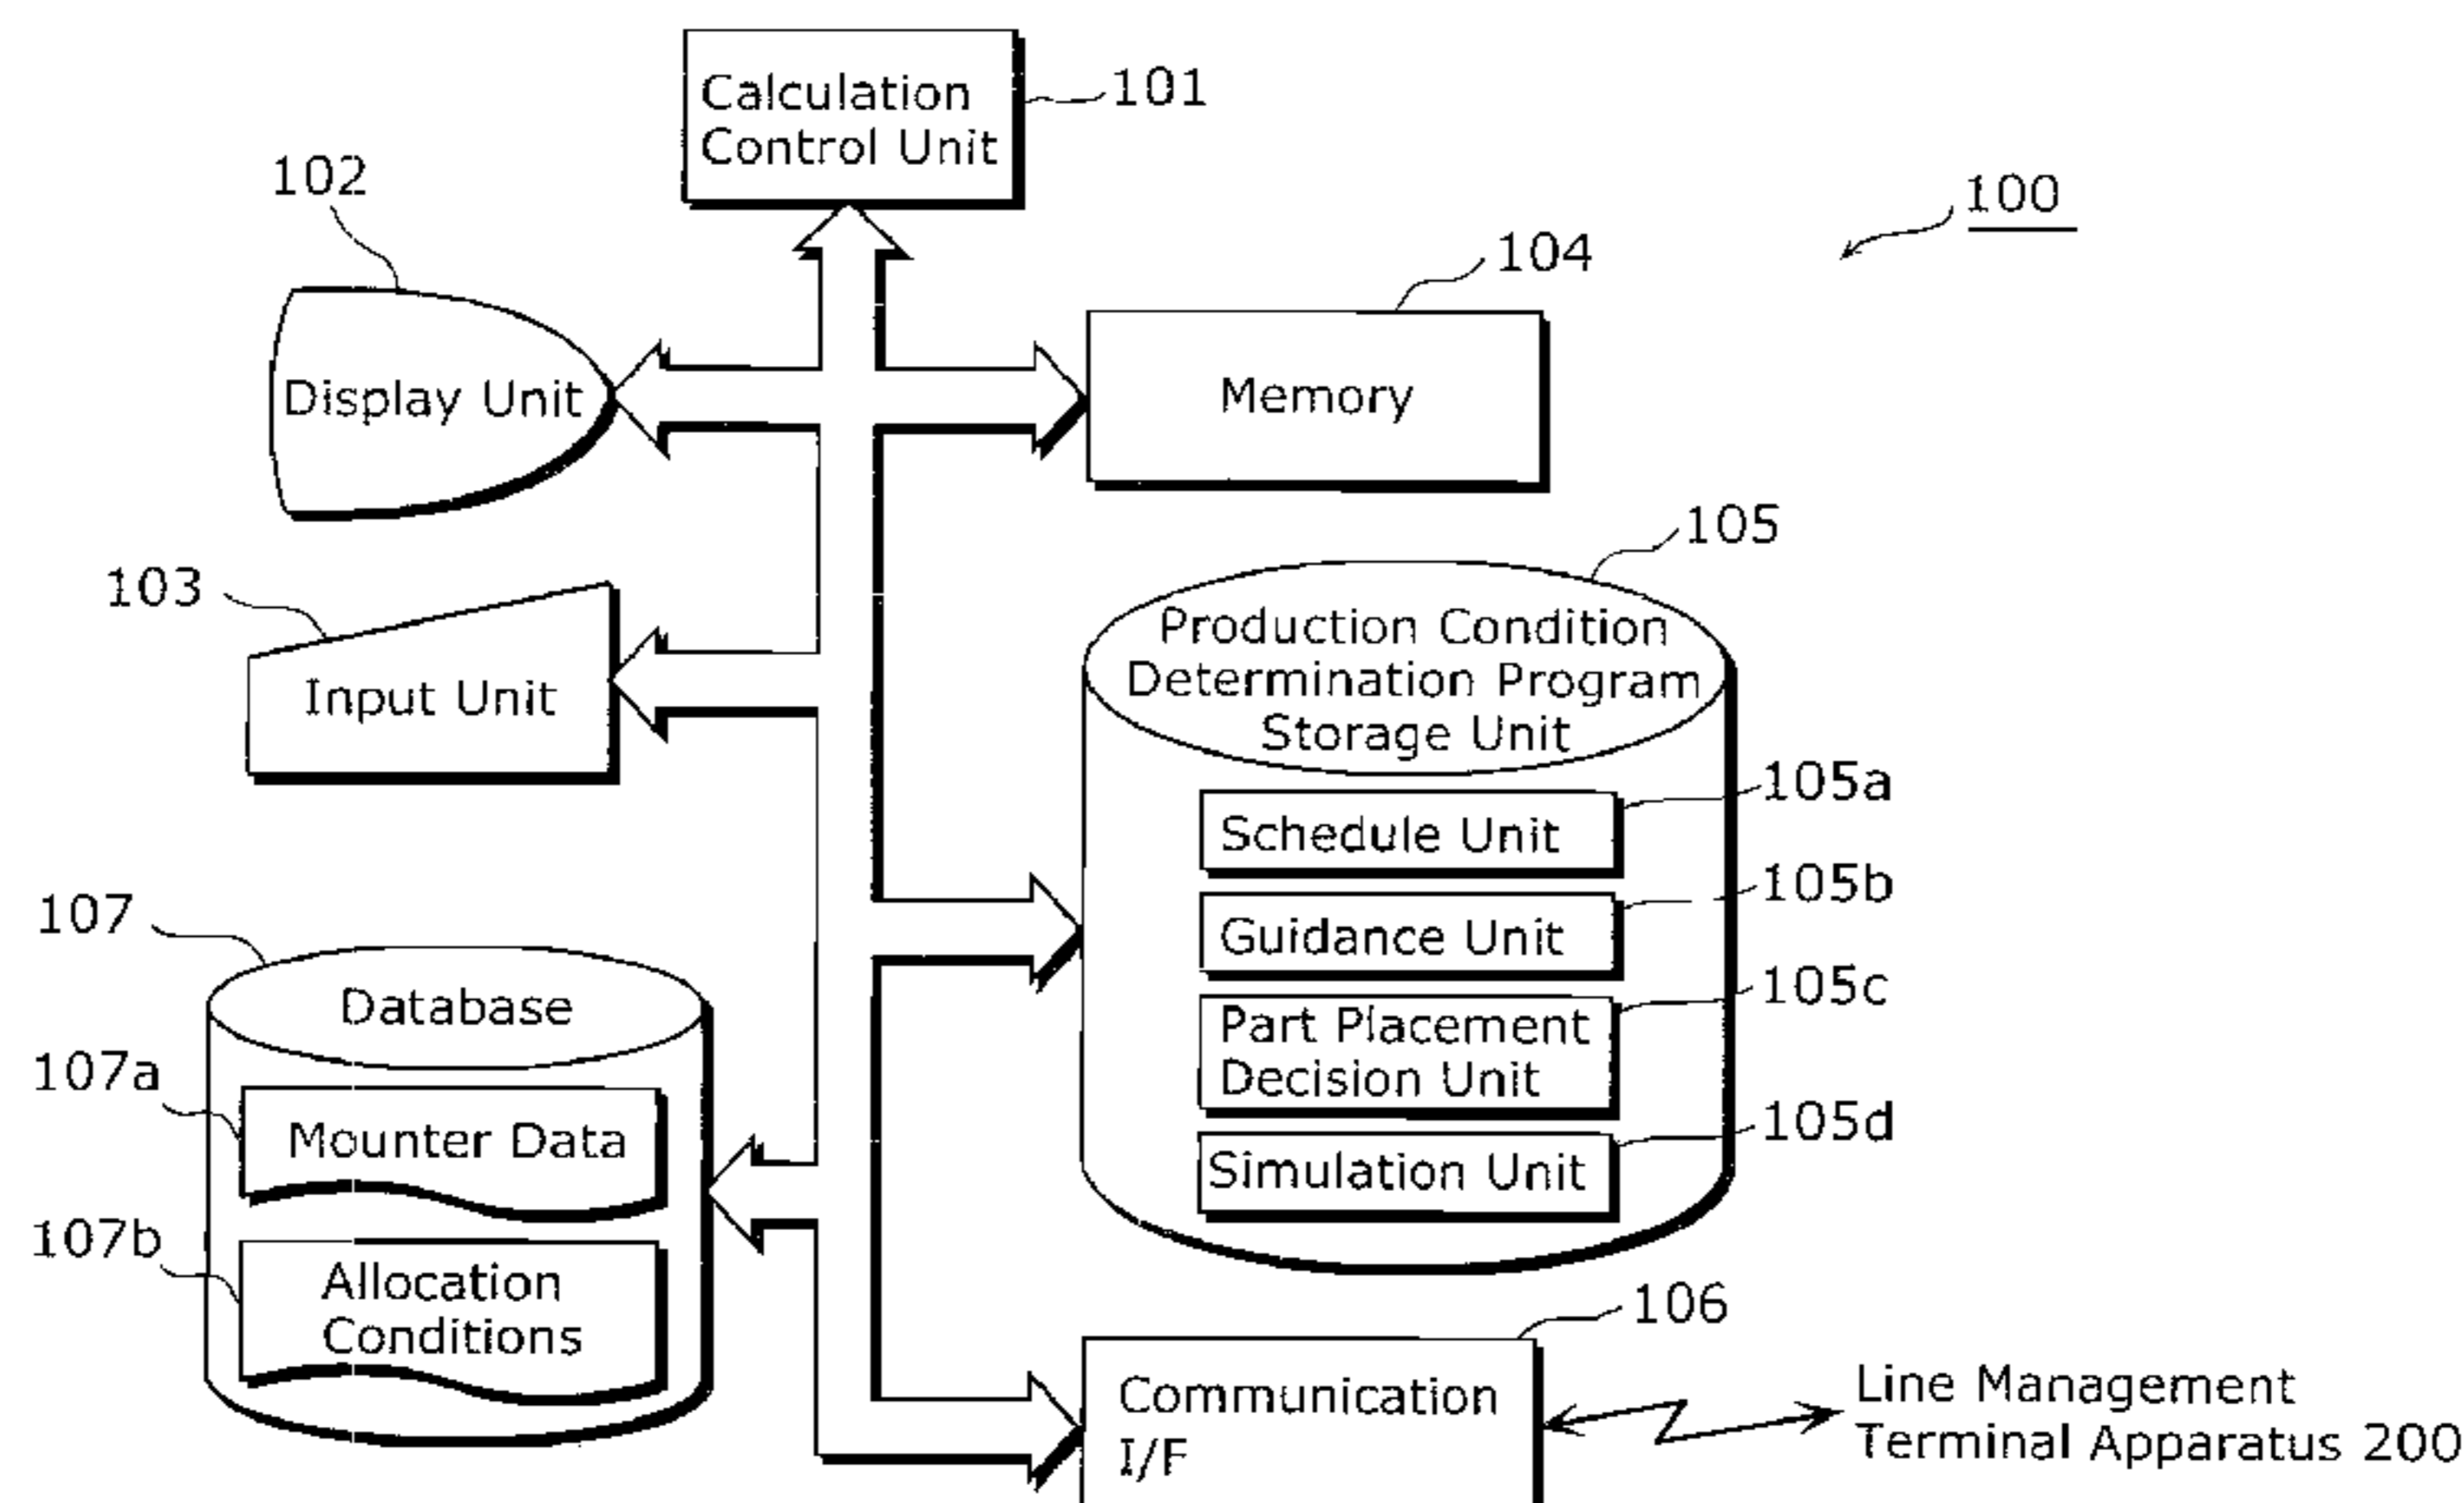 Calculation
Control Unit
101
102
100
104
Display Unit
Memory
105
103
Production Condition
Determination Program
Storage Unit
Input Unit
105a
Schedule Unit
105b
Guidance Unit
107
105c
Database
Part Placement
Decision Unit
107a
Mounter Data
105d
Simulation Unit
107b
Allocation
Conditions
106
Communication
I/F
Line Management
Terminal Apparatus 200